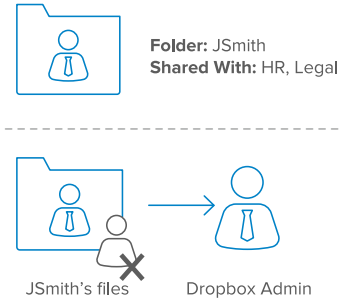 Folder: JSmith
Shared With: HR, Legal
JSmith's files
Dropbox Admin